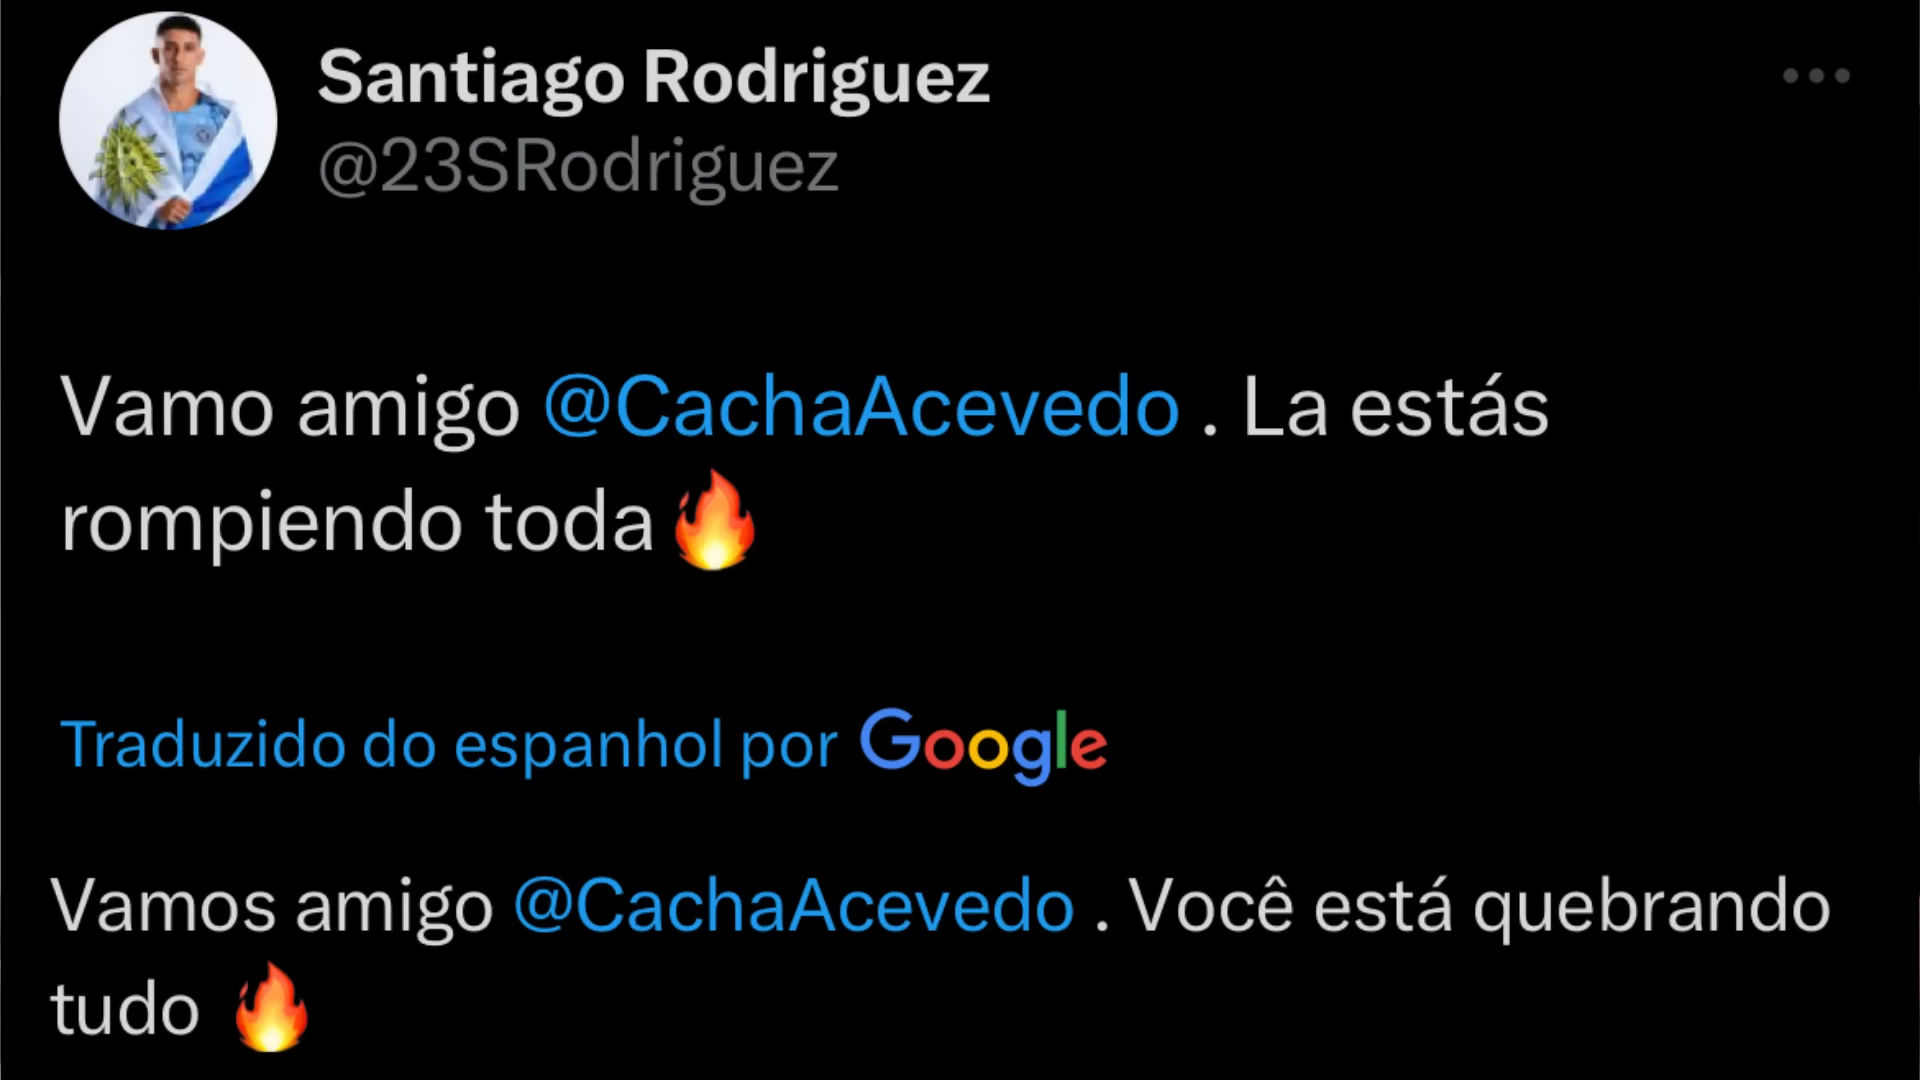 Santiago Rodriguez
@23SRodriguez
Vamo amigo @CachaAcevedo . La estás
rompiendo toda🔥
Traduzido do espanhol por Google
Vamos amigo @CachaAcevedo . Você está quebrando
tudo 🔥